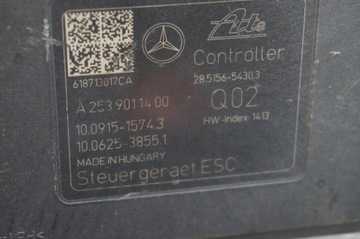 Ate
Controller
618713017CA
28.5156-5430.3
A 253 901 14 00
Q02
10.0915-1574.3
HW-Index: 1413
10.0625-3855.1
MADE IN HUNGARY
Steuergeraet ESC